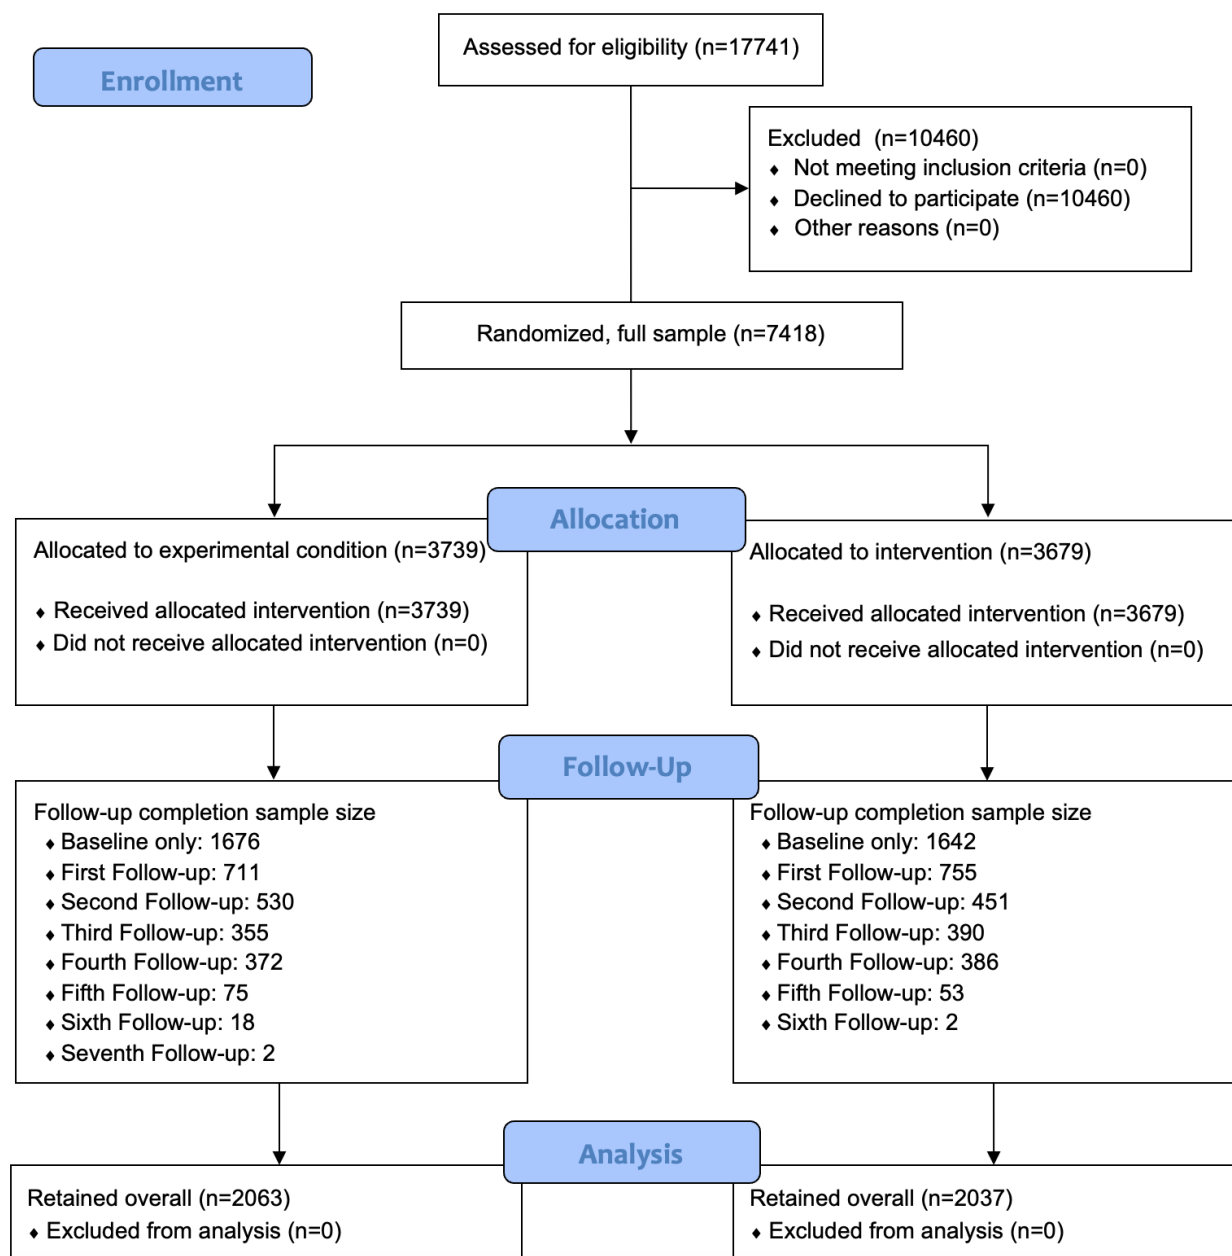 Assessed for eligibility (n=17741)
Enrollment
Excluded (n=10460)
♦ Not meeting inclusion criteria (n=0)
♦ Declined to participate (n=10460)
♦ Other reasons (n=0)
Randomized, full sample (n=7418)
Allocation
Allocated to experimental condition (n=3739)
♦ Received allocated intervention (n=3739)
♦ Did not receive allocated intervention (n=0)
Allocated to intervention (n=3679)
♦ Received allocated intervention (n=3679)
♦ Did not receive allocated intervention (n=0)
Follow-Up
Follow-up completion sample size
♦ Baseline only: 1676
♦ First Follow-up: 711
♦ Second Follow-up: 530
♦ Third Follow-up: 355
♦ Fourth Follow-up: 372
♦ Fifth Follow-up: 75
♦ Sixth Follow-up: 18
♦ Seventh Follow-up: 2
Follow-up completion sample size
♦ Baseline only: 1642
♦ First Follow-up: 755
♦ Second Follow-up: 451
♦ Third Follow-up: 390
♦ Fourth Follow-up: 386
♦ Fifth Follow-up: 53
♦ Sixth Follow-up: 2
Analysis
Retained overall (n=2063)
♦ Excluded from analysis (n=0)
Retained overall (n=2037)
♦ Excluded from analysis (n=0)